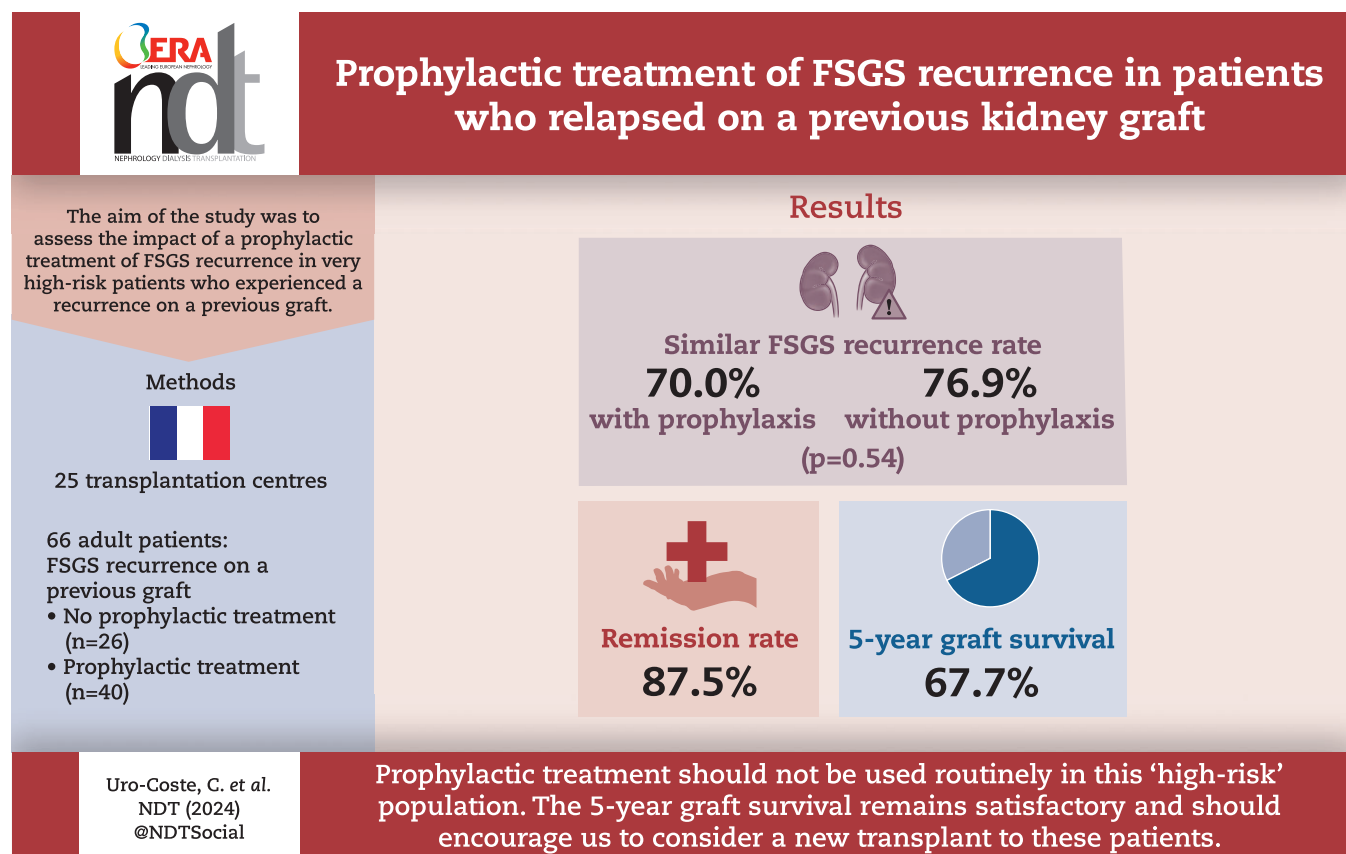 ERA
LEADING EUROPEAN NEPHROLOGY
ndt
NEPHROLOGY DIALYSIS TRANSPLANTATION
Prophylactic treatment of FSGS recurrence in patients
who relapsed on a previous kidney graft
The aim of the study was to
assess the impact of a prophylactic
treatment of FSGS recurrence in very
high-risk patients who experienced a
recurrence on a previous graft.
Methods
25 transplantation centres
66 adult patients:
FSGS recurrence on a
previous graft
• No prophylactic treatment
(n=26)
• Prophylactic treatment
(n=40)
Results
!
Similar FSGS recurrence rate
70.0% 76.9%
with prophylaxis without prophylaxis
(p=0.54)
Remission rate
87.5%
5-year graft survival
67.7%
Uro-Coste, C. et al.
NDT (2024)
@NDTSocial
Prophylactic treatment should not be used routinely in this ‘high-risk’
population. The 5-year graft survival remains satisfactory and should
encourage us to consider a new transplant to these patients.